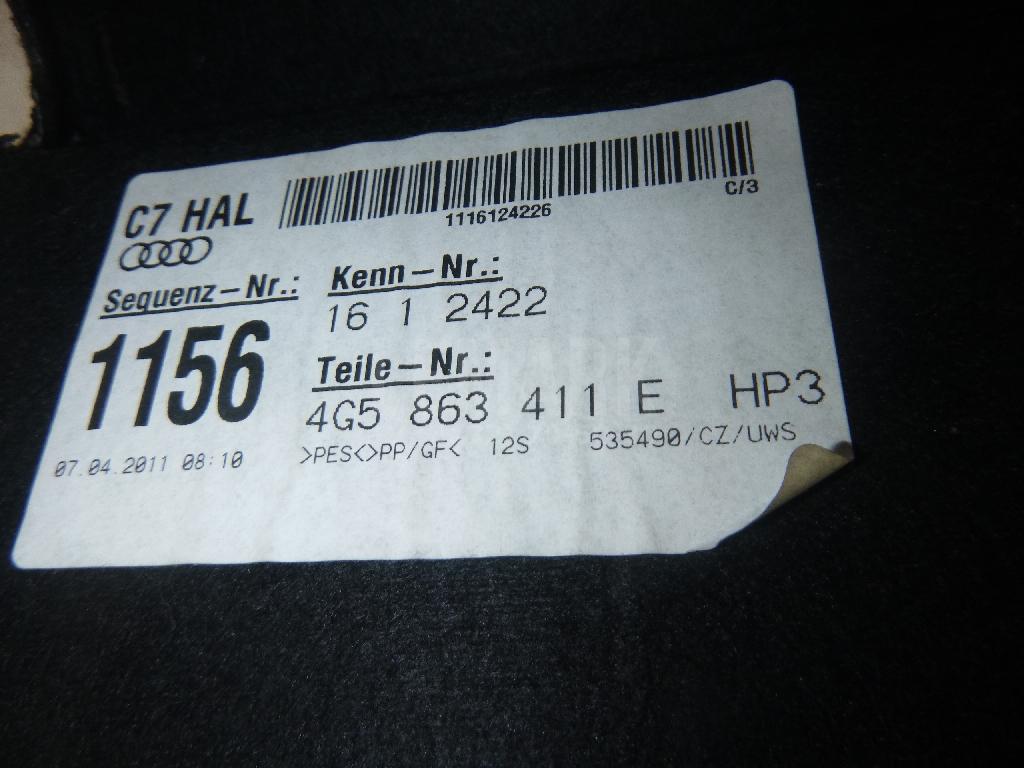 C7 HAL
1116124226
C/3
Sequenz-Nr.:
1156
Kenn-Nr.:
16 1 2422
Teile-Nr.:
4G5 863 411 E HP3
07.04.2011 08:10
>PES<>PP/GF< 12S 535490/CZ/UWS